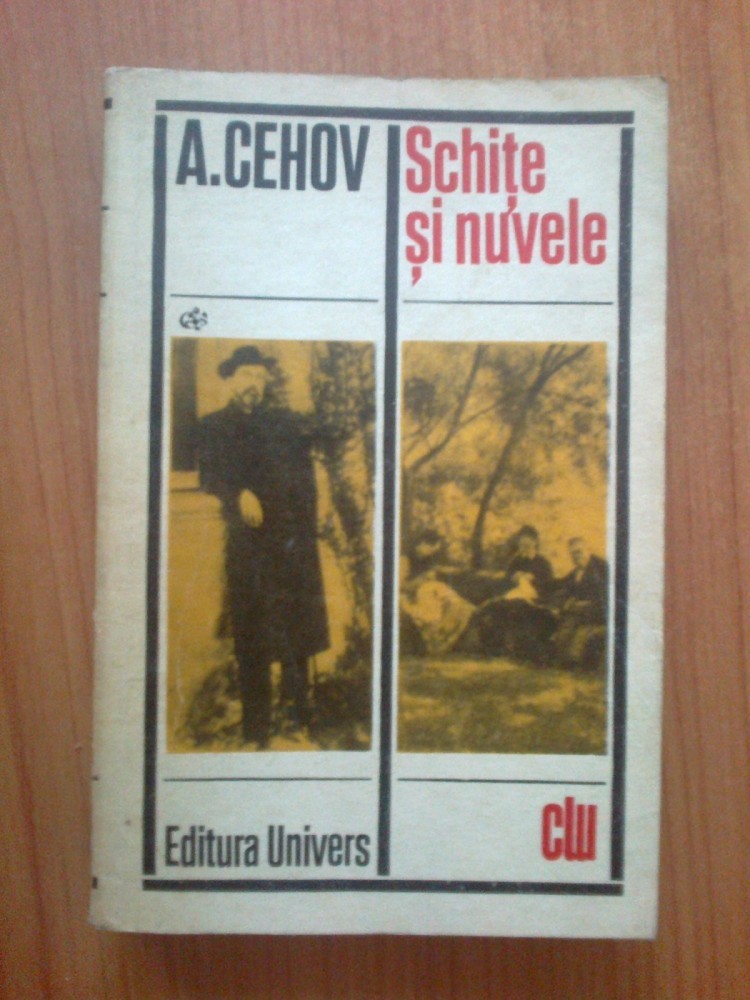 A.CEHOV
Schițe
și nuvele
Editura Univers
clu